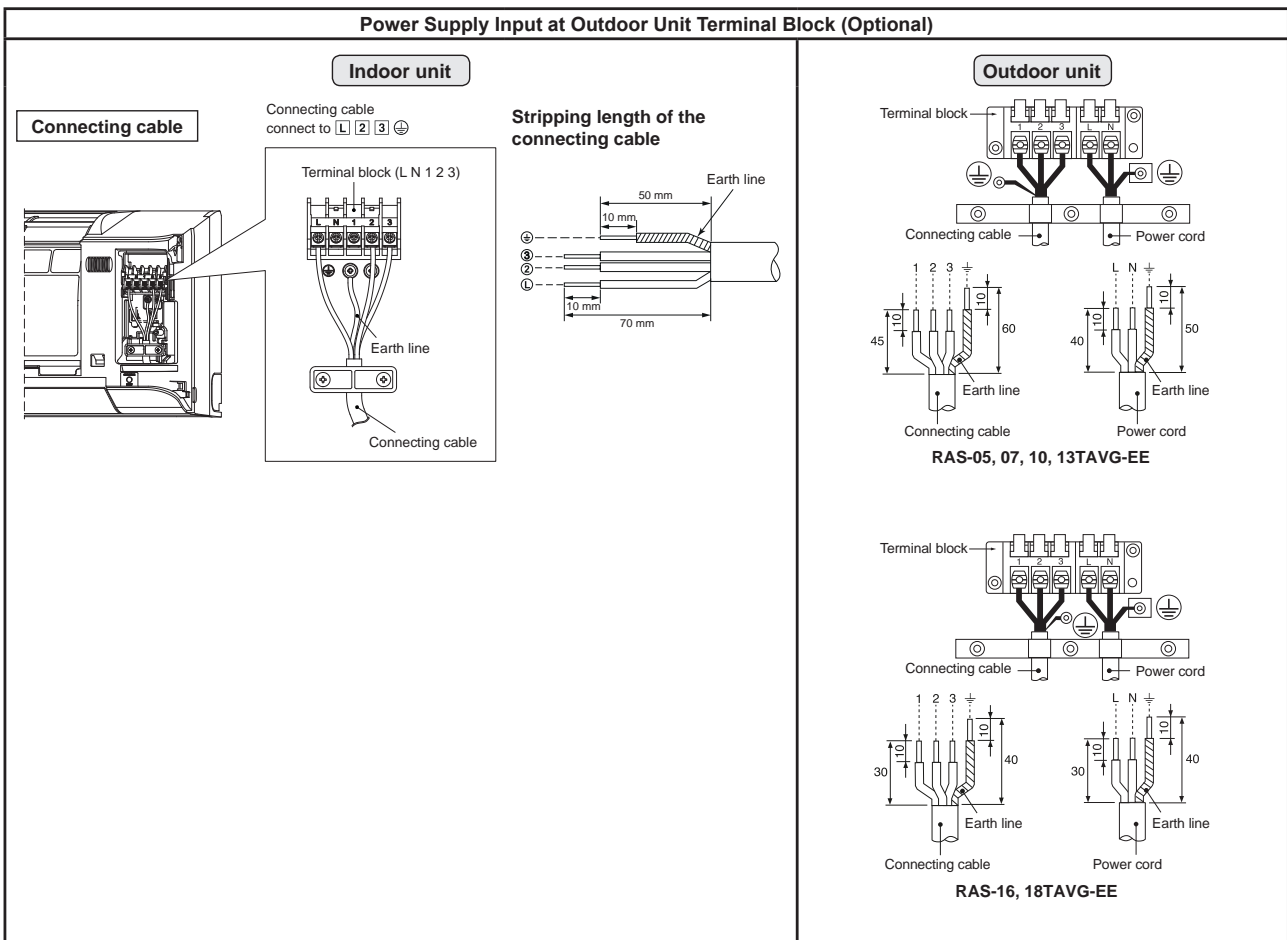 Power Supply Input at Outdoor Unit Terminal Block (Optional)
Indoor unit
Connecting cable
Connecting cable
connect to L 2 3 ⏚
Terminal block (L N 1 2 3)
L N 1 2 3
Earth line
Connecting cable
Stripping length of the
connecting cable
Earth line
50 mm
10 mm
⏚
③
②
Ⓛ
10 mm
70 mm
Outdoor unit
Terminal block
1 2 3 L N
Connecting cable
Power cord
1 2 3 ⏚
10
10
45
60
Earth line
Connecting cable
L N ⏚
10
10
40
50
Earth line
Power cord
RAS-05, 07, 10, 13TAVG-EE
Terminal block
1 2 3 L N
Connecting cable
Power cord
1 2 3 ⏚
10
10
30
40
Earth line
Connecting cable
L N ⏚
10
10
30
40
Earth line
Power cord
RAS-16, 18TAVG-EE